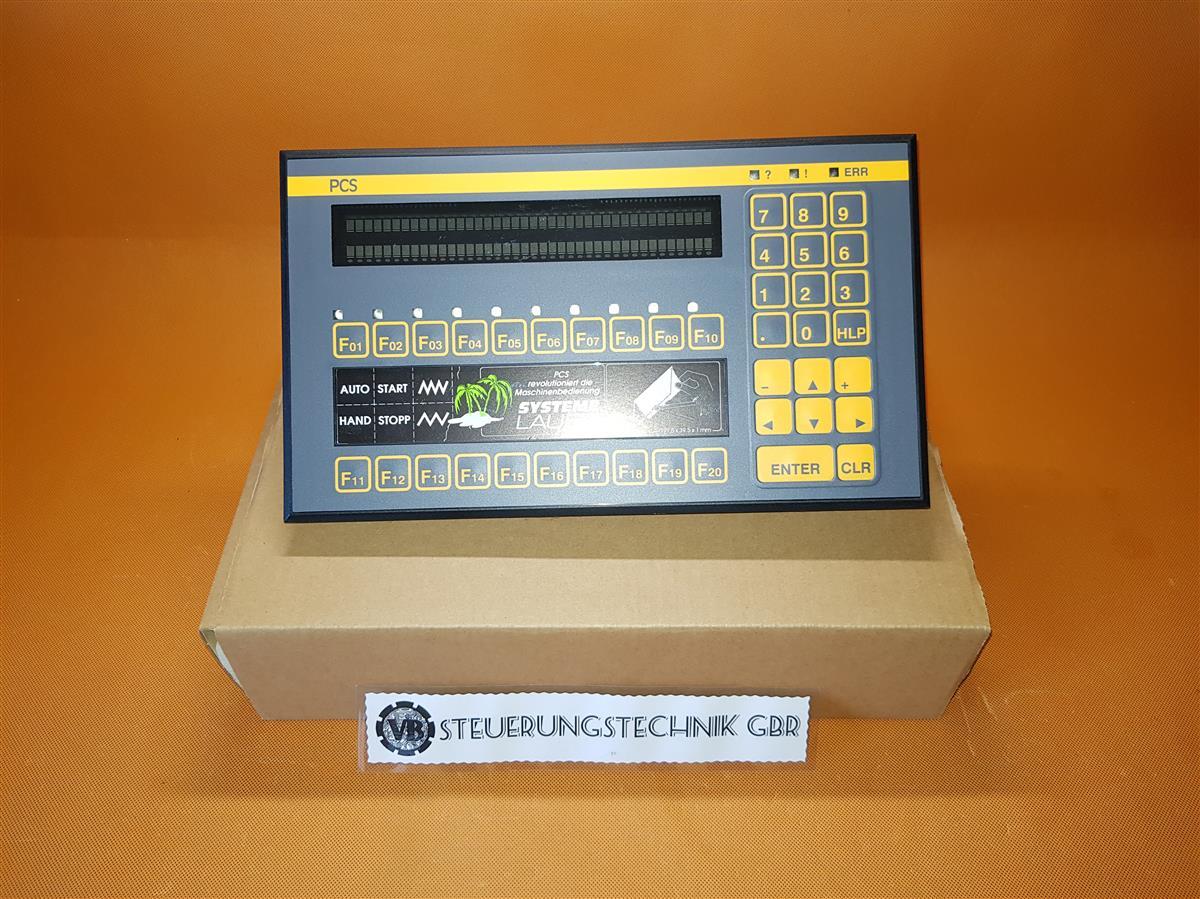 PCS
? ! ERR
7 8 9
4 5 6
1 2 3
. 0 HLP
- ▲ +
◄ ▼ ►
ENTER CLR
F01 F02 F03 F04 F05 F06 F07 F08 F09 F10
AUTO START
HAND STOPP
PCS
revolutioniert die
Maschinenbedienung
SYSTEME
F11 F12 F13 F14 F15 F16 F17 F18 F19 F20
VB STEUERUNGSTECHNIK GBR